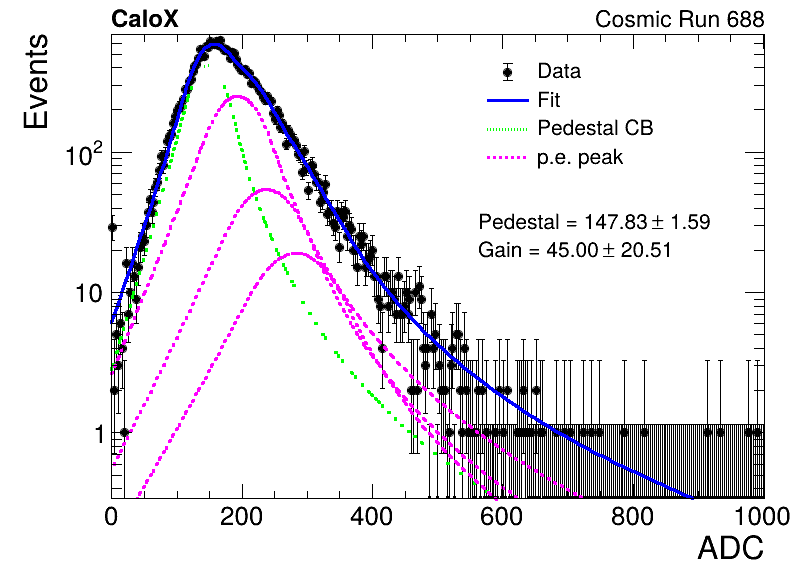 CaloX Cosmic Run 688
Events
Data
Fit
Pedestal CB
p.e. peak
Pedestal = 147.83 ± 1.59
Gain = 45.00 ± 20.51
10²
10
1
0 200 400 600 800 1000
ADC